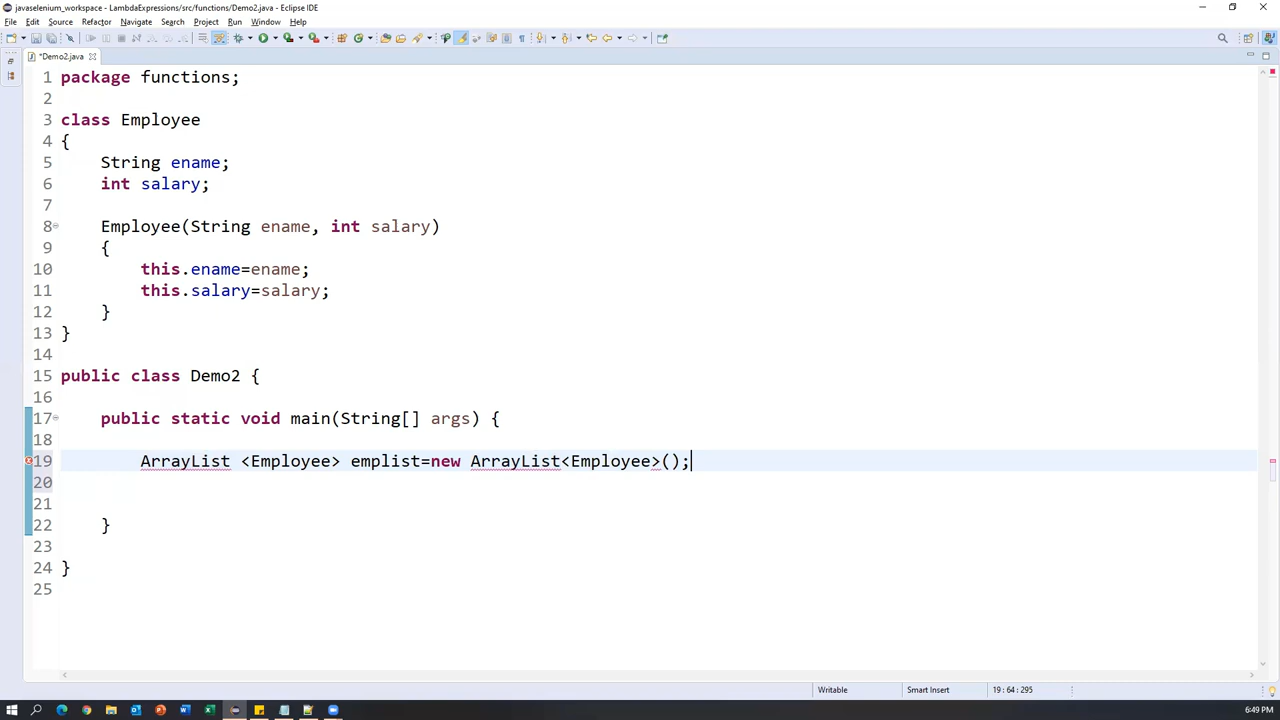 javaselenium_workspace - LambdaExpressions/src/functions/Demo2.java - Eclipse IDE
File Edit Source Refactor Navigate Search Project Run Window Help
*Demo2.java
1 package functions;
2
3 class Employee
4 {
5 String ename;
6 int salary;
7
8 Employee(String ename, int salary)
9 {
10 this.ename=ename;
11 this.salary=salary;
12 }
13 }
14
15 public class Demo2 {
16
17 public static void main(String[] args) {
18
19 ArrayList <Employee> emplist=new ArrayList<Employee>();
20
21
22 }
23
24 }
25
Writable Smart Insert 19 : 64 : 295
6:49 PM